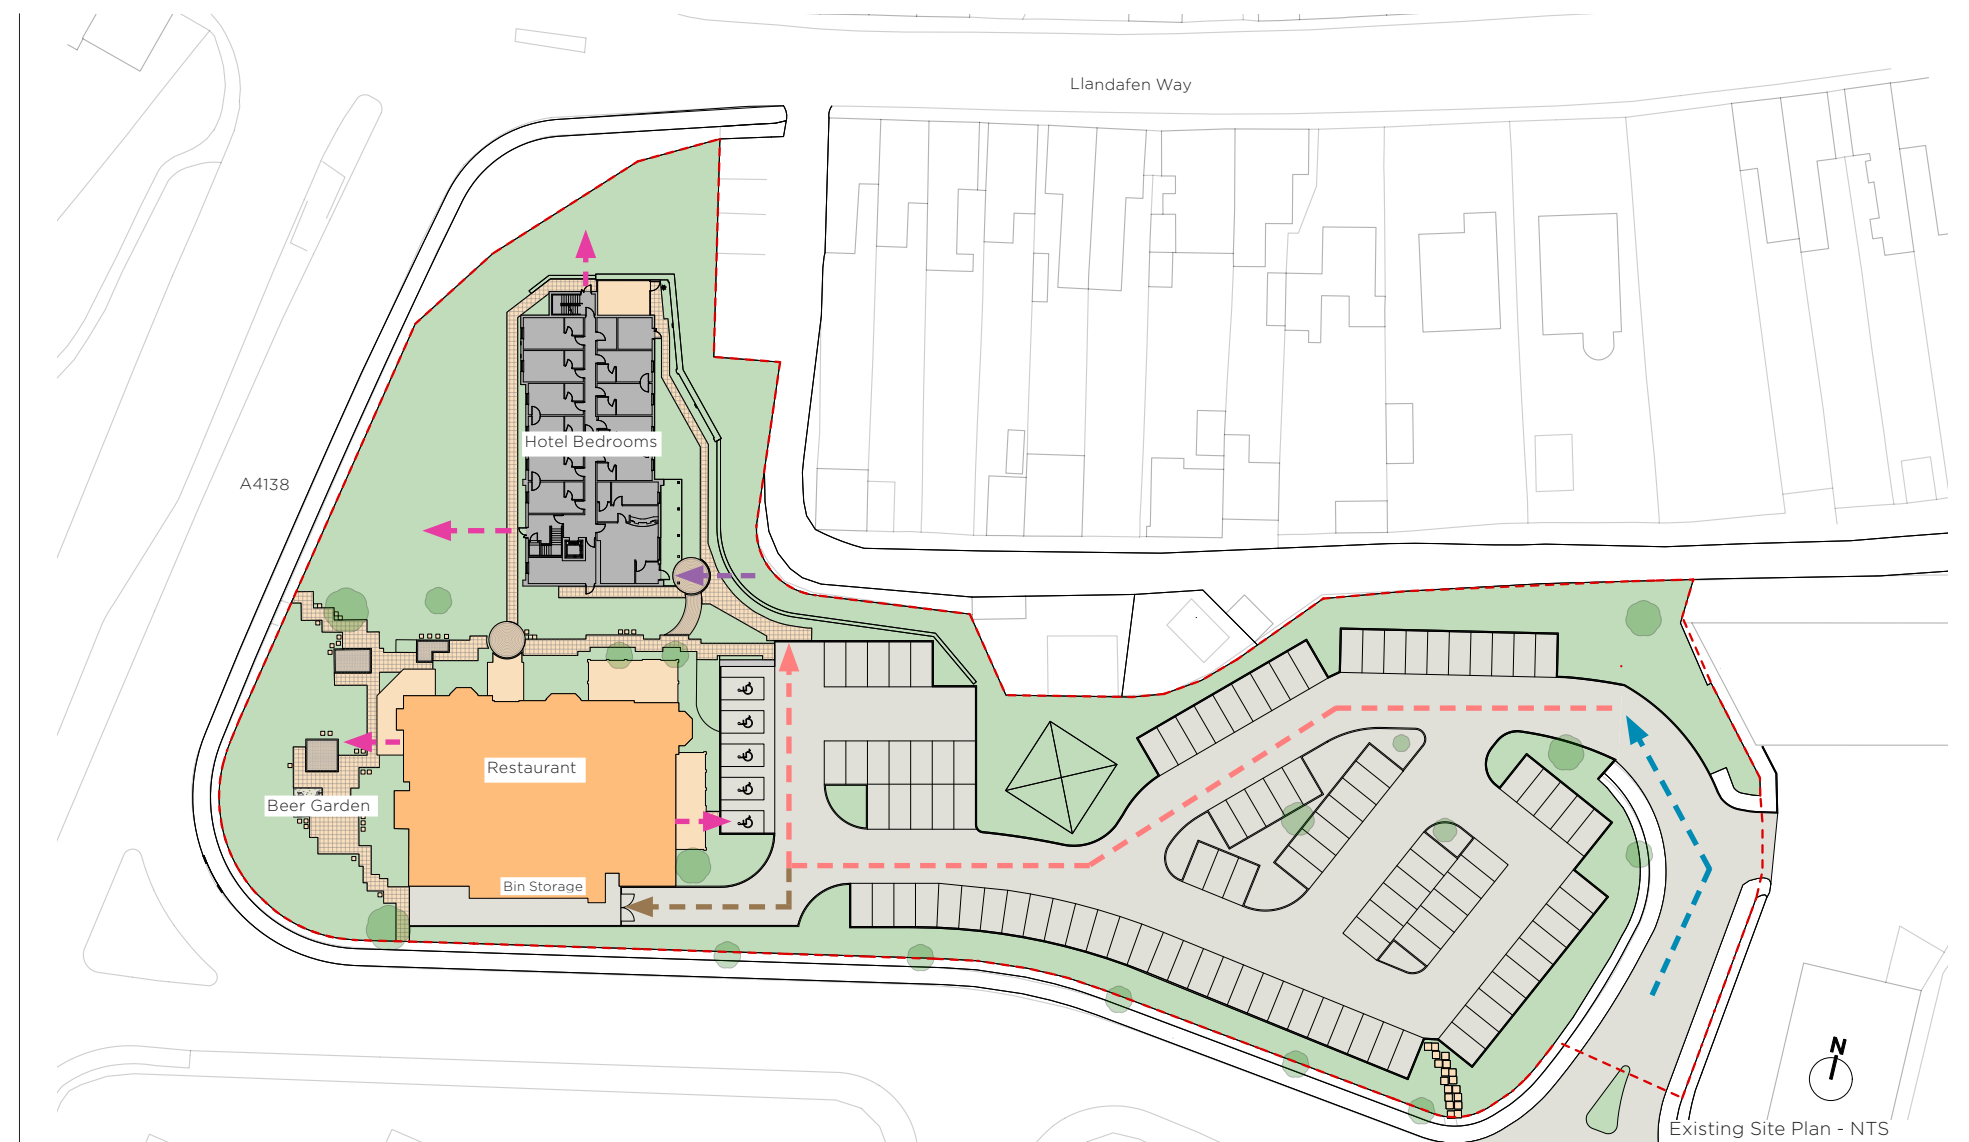 Llandafen Way
Hotel Bedrooms
A4138
Restaurant
Beer Garden
Bin Storage
N
Existing Site Plan - NTS